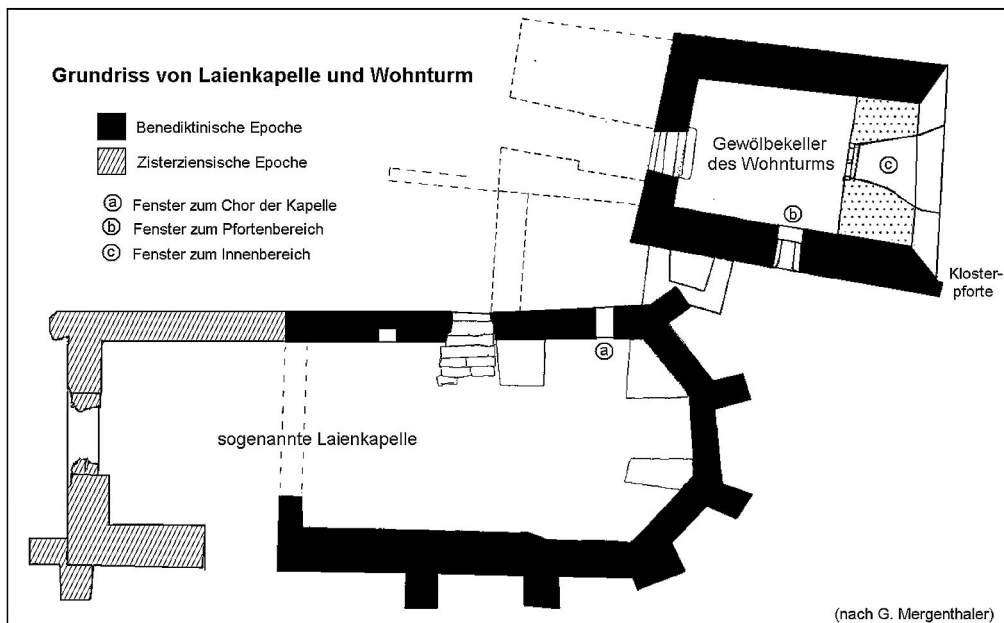 Grundriss von Laienkapelle und Wohnturm
Benediktinische Epoche
Zisterziensische Epoche
a Fenster zum Chor der Kapelle
b Fenster zum Pfortenbereich
c Fenster zum Innenbereich
Gewölbekeller
des Wohnturms
c
b
Kloster-
pforte
a
sogenannte Laienkapelle
(nach G. Mergenthaler)